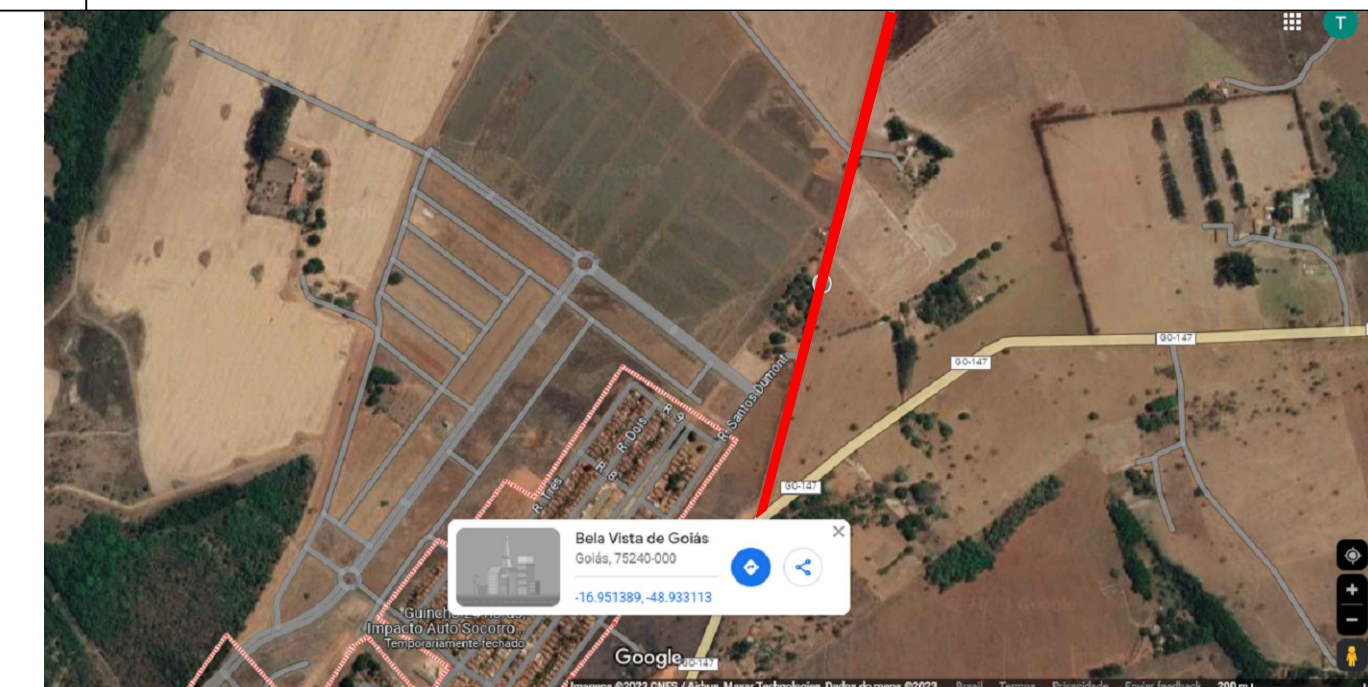 T
GO-147
GO-147
R. Santos Dumont
R. 9
R. Dois
R. 8
R. Três
GO-147
Bela Vista de Goiás
Goiás, 75240-000
-16.951389, -48.933113
Impacto Auto Socorro...
Temporariamente fechado
Google
GO-147
Imagens ©2023 CNES / Airbus, Maxar Technologies, Dados do mapa ©2023 Brasil Termos Privacidade Enviar feedback 200 m